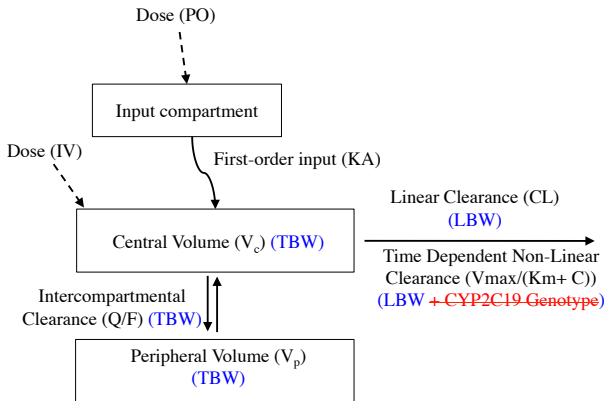 Dose (PO)
Input compartment
Dose (IV)
First-order input (KA)
Central Volume (Vc) (TBW)
Linear Clearance (CL)
(LBW)
Time Dependent Non-Linear
Clearance (Vmax/(Km+ C))
(LBW + CYP2C19 Genotype)
Intercompartmental
Clearance (Q/F) (TBW)
Peripheral Volume (Vp)
(TBW)